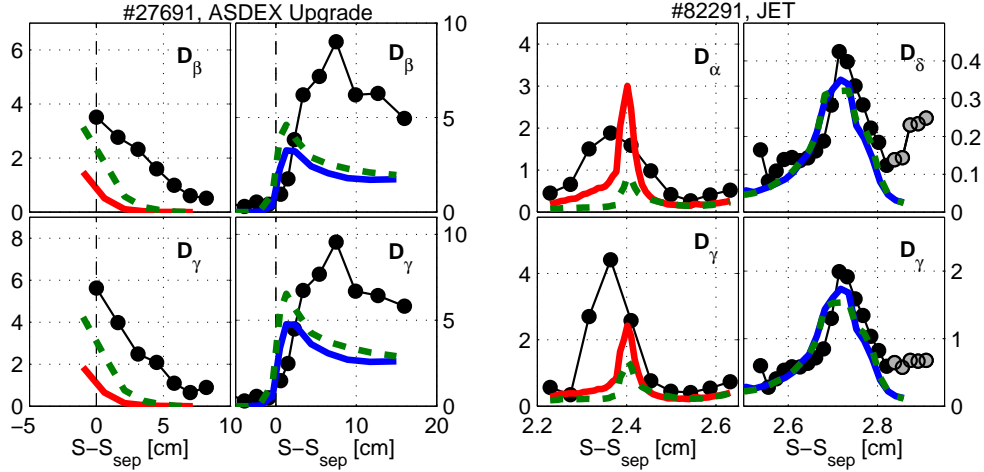 #27691, ASDEX Upgrade
#82291, JET
6
4
2
0
D_β
D_β
10
5
0
4
3
2
1
0
D_α
D_δ
0.4
0.3
0.2
0.1
0
8
6
4
2
0
D_γ
D_γ
10
5
0
6
4
2
0
D_γ
D_γ
2
1
0
−5 0 5 10
0 10 20
2.2 2.4 2.6
2.6 2.8
S−S_sep [cm]
S−S_sep [cm]
S−S_sep [cm]
S−S_sep [cm]